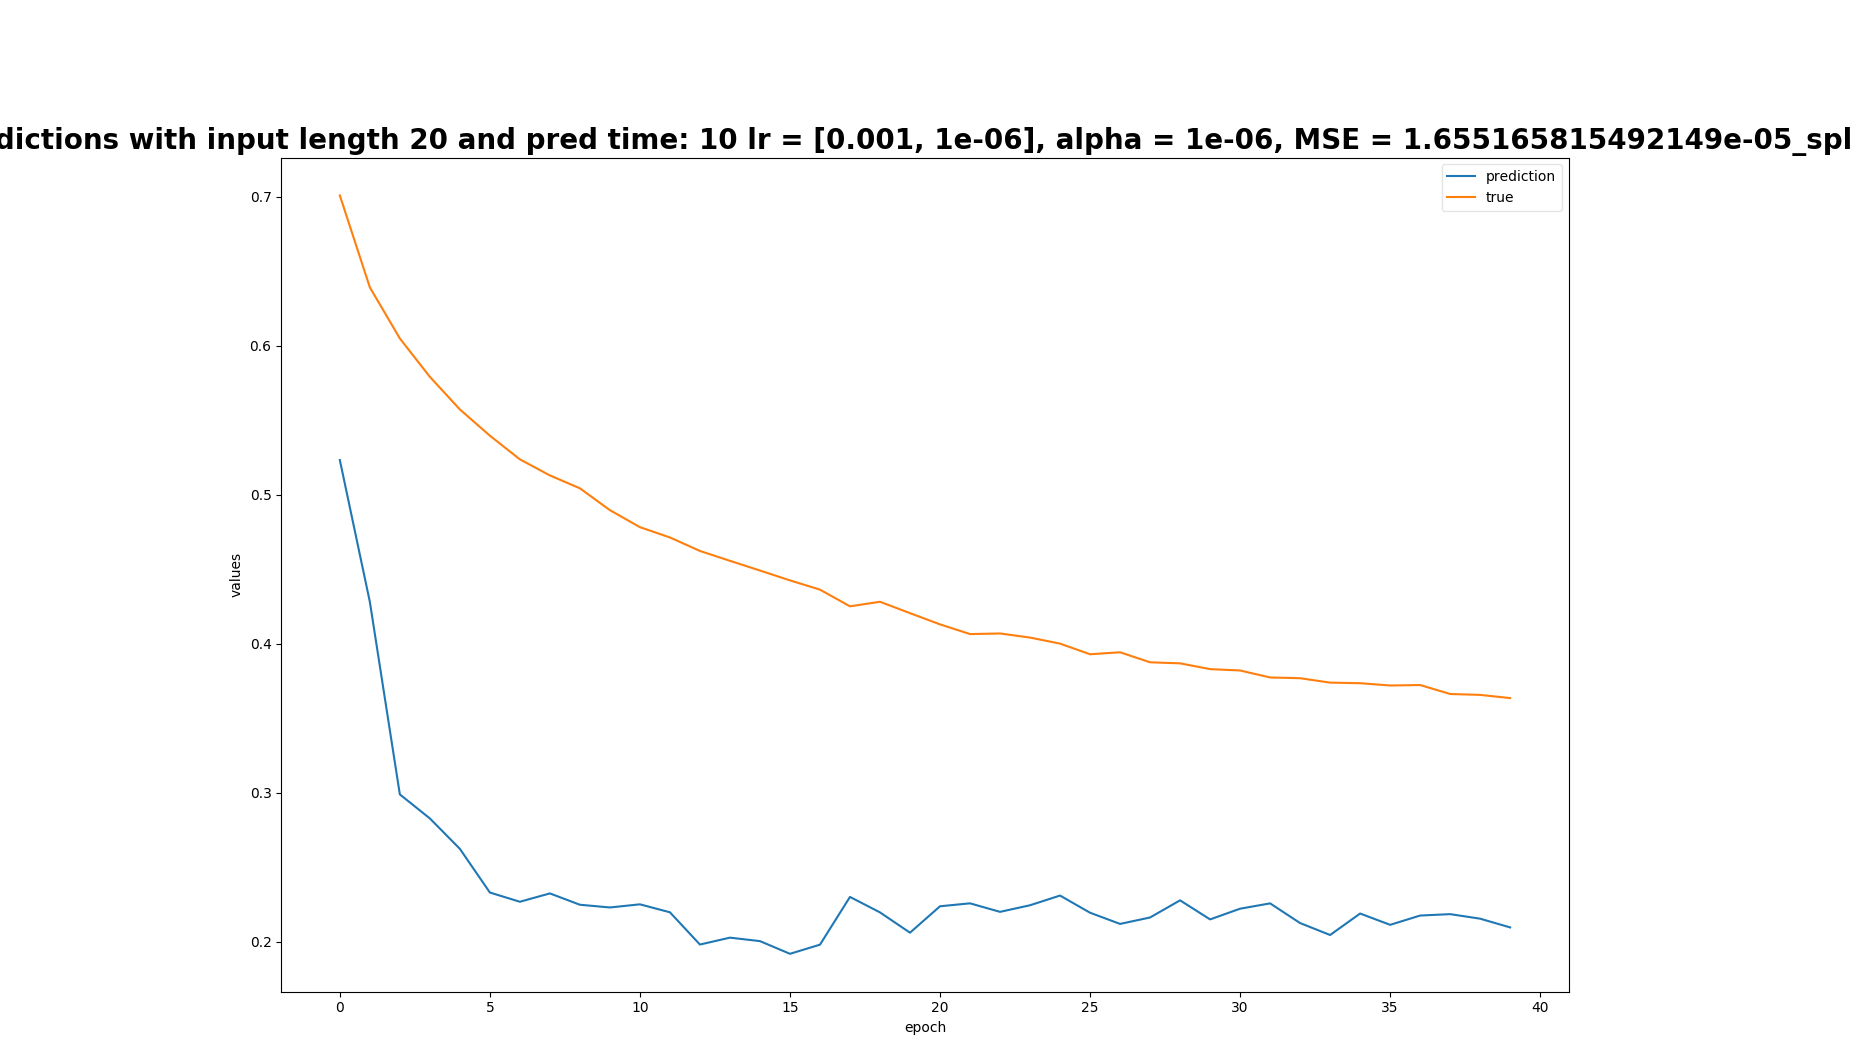 dictions with input length 20 and pred time: 10 lr = [0.001, 1e-06], alpha = 1e-06, MSE = 1.655165815492149e-05_spl
prediction
true
0.7
0.6
0.5
0.4
0.3
0.2
values
0 5 10 15 20 25 30 35 40
epoch